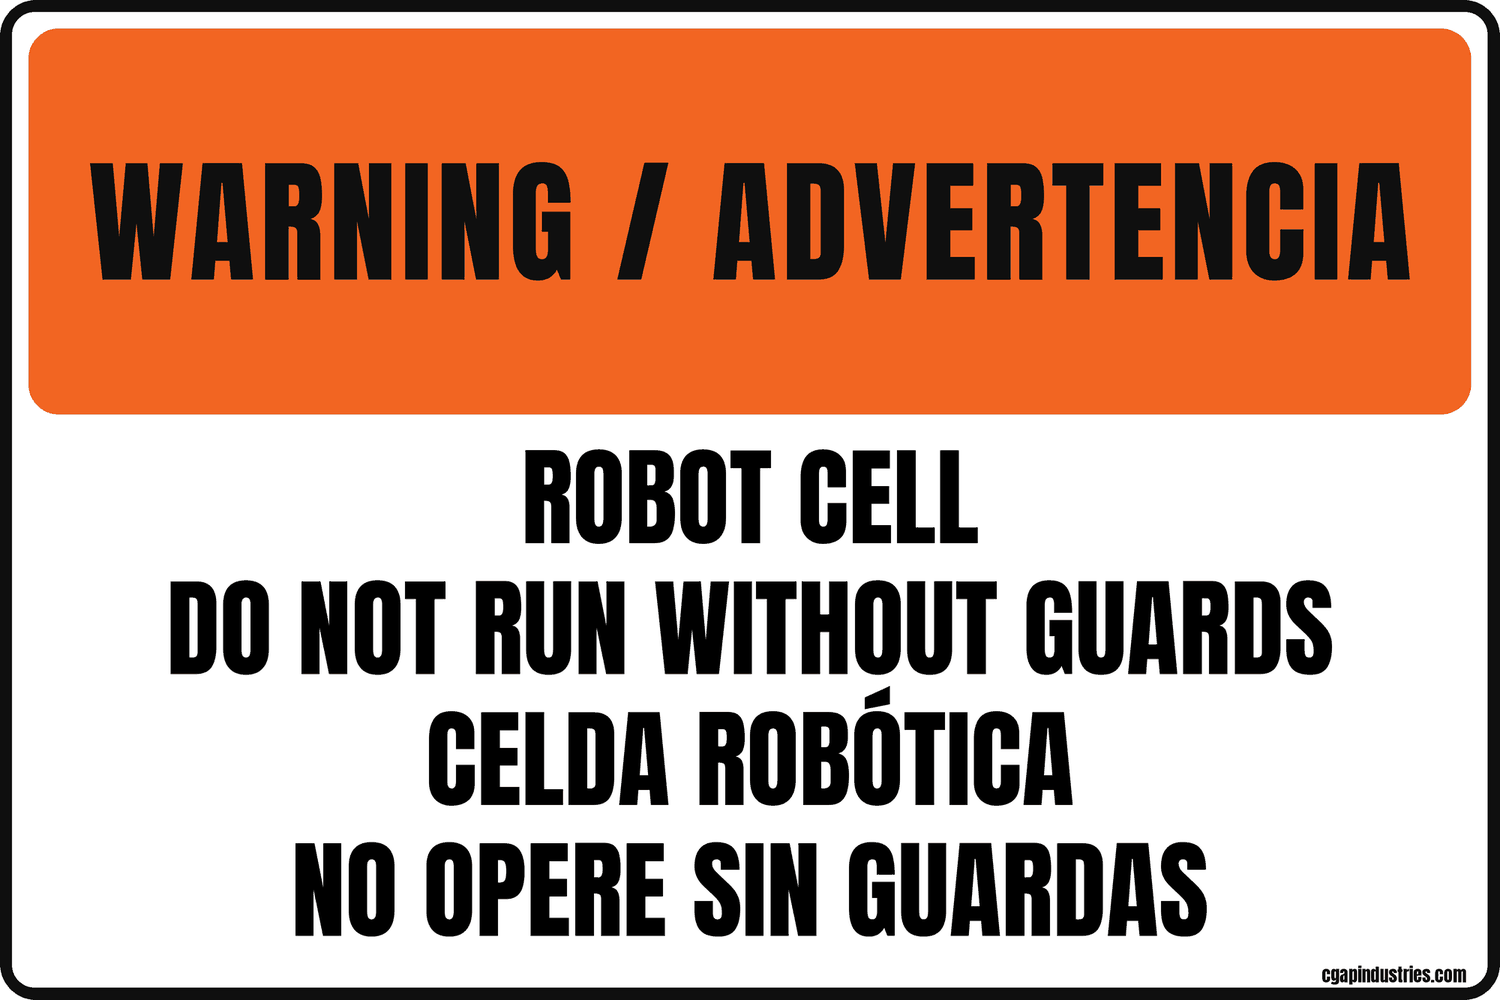 WARNING / ADVERTENCIA
ROBOT CELL
DO NOT RUN WITHOUT GUARDS
CELDA ROBÓTICA
NO OPERE SIN GUARDAS
cgapindustries.com